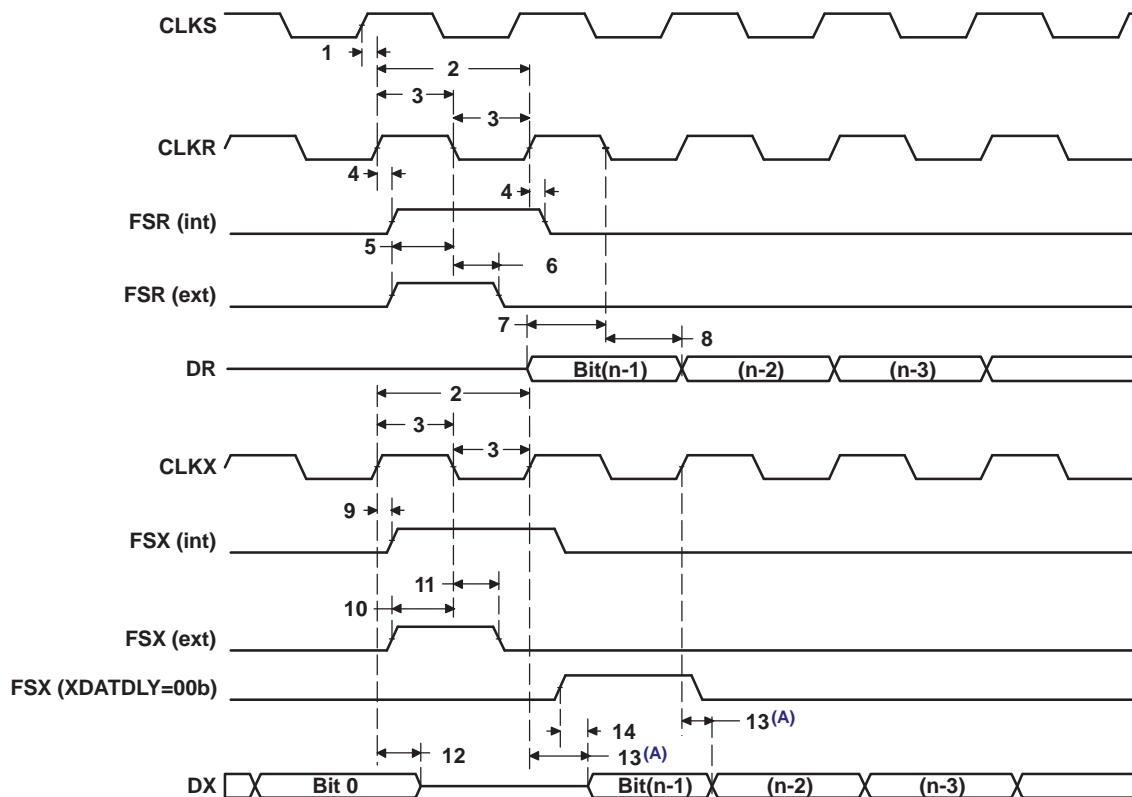 CLKS
1
2
3
3
CLKR
4
4
FSR (int)
5
6
FSR (ext)
7
8
DR
Bit(n-1)
(n-2)
(n-3)
2
3
3
CLKX
9
FSX (int)
11
10
FSX (ext)
FSX (XDATDLY=00b)
14
13(A)
12
13(A)
DX
Bit 0
Bit(n-1)
(n-2)
(n-3)